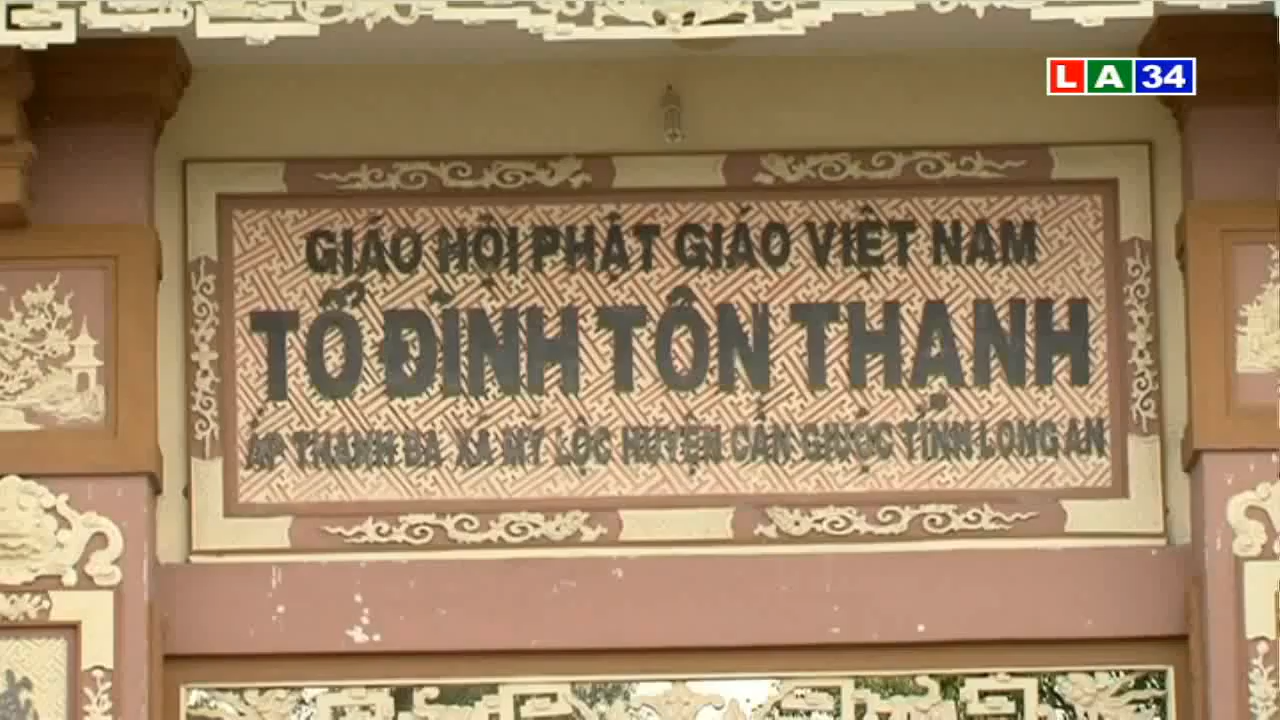 LA34
GIÁO HỘI PHẬT GIÁO VIỆT NAM
TỔ ĐÌNH TÔN THẠNH
ẤP THANH BA XÃ MỸ LỘC HUYỆN CẦN GIUỘC TỈNH LONG AN